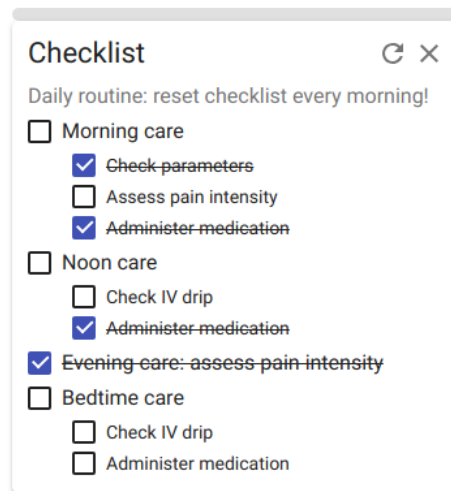 Checklist
Daily routine: reset checklist every morning!
Morning care
Check parameters
Assess pain intensity
Administer medication
Noon care
Check IV drip
Administer medication
Evening care: assess pain intensity
Bedtime care
Check IV drip
Administer medication